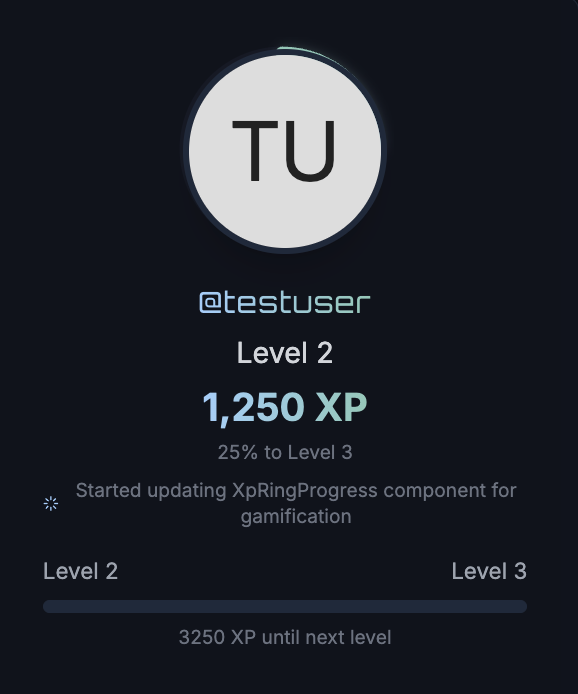 TU
@testuser
Level 2
1,250 XP
25% to Level 3
Started updating XpRingProgress component for
gamification
Level 2 Level 3
3250 XP until next level